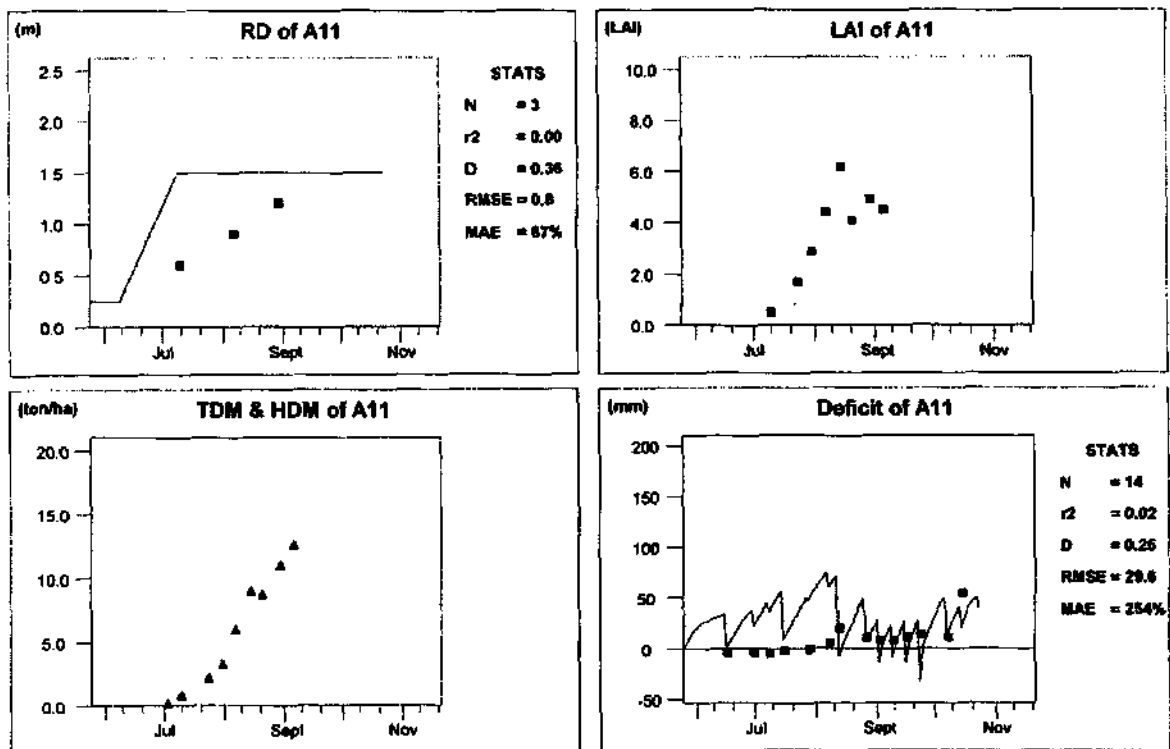 (m)
RD of A11
2.5
2.0
1.5
1.0
0.5
0.0
Jul Sept Nov
STATS
N = 3
r2 = 0.00
D = 0.36
RMSE = 0.8
MAE = 67%
(LAI)
LAI of A11
10.0
8.0
6.0
4.0
2.0
0.0
Jul Sept Nov
(ton/ha)
TDM & HDM of A11
20.0
15.0
10.0
5.0
0.0
Jul Sept Nov
(mm)
Deficit of A11
200
150
100
50
0
-50
Jul Sept Nov
STATS
N = 14
r2 = 0.02
D = 0.25
RMSE = 29.6
MAE = 254%